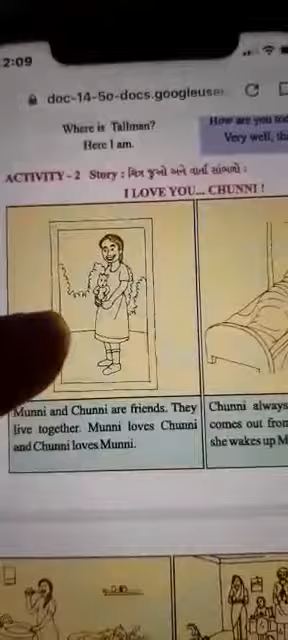 2:09
doc-14-5o-docs.googleuse
Where is Tallman?
Here I am.
How are you
Very well,
ACTIVITY - 2 Story : ચિત્ર જુઓ અને વાર્તા સાંભળો :
I LOVE YOU... CHUNNI !
Munni and Chunni are friends. They
live together. Munni loves Chunni
and Chunni loves Munni.
Chunni always
comes out from
she wakes up